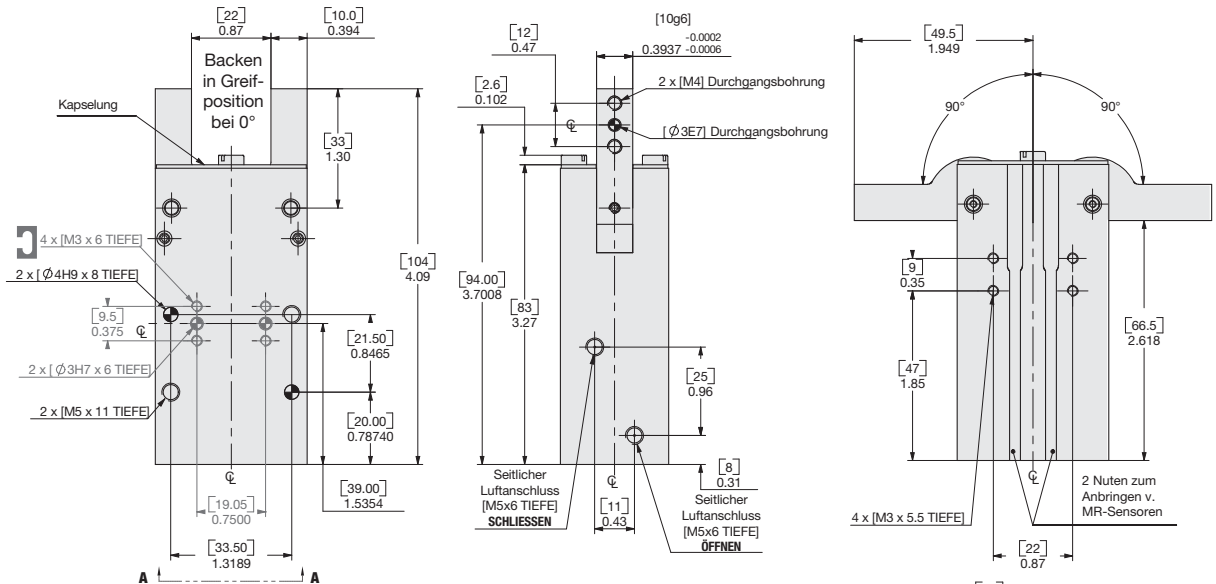 [22]
0.87
[10.0]
0.394
Backen
in Greif-
position
bei 0°
Kapselung
[33]
1.30
4 x [M3 x 6 TIEFE]
2 x [Ø4H9 x 8 TIEFE]
[9.5]
0.375
℄
2 x [Ø3H7 x 6 TIEFE]
2 x [M5 x 11 TIEFE]
[104]
4.09
[21.50]
0.8465
[20.00]
0.78740
[39.00]
1.5354
℄
[19.05]
0.7500
[33.50]
1.3189
A
A
[12]
0.47
[10g6]
0.3937
-0.0002
-0.0006
[2.6]
0.102
℄
2 x [M4] Durchgangsbohrung
[Ø3E7] Durchgangsbohrung
[94.00]
3.7008
[83]
3.27
[25]
0.96
[8]
0.31
℄
Seitlicher
Luftanschluss
[M5x6 TIEFE]
SCHLIESSEN
[11]
0.43
Seitlicher
Luftanschluss
[M5x6 TIEFE]
ÖFFNEN
[49.5]
1.949
90°
90°
[9]
0.35
[47]
1.85
[66.5]
2.618
℄
4 x [M3 x 5.5 TIEFE]
2 Nuten zum
Anbringen v.
MR-Sensoren
[22]
0.87